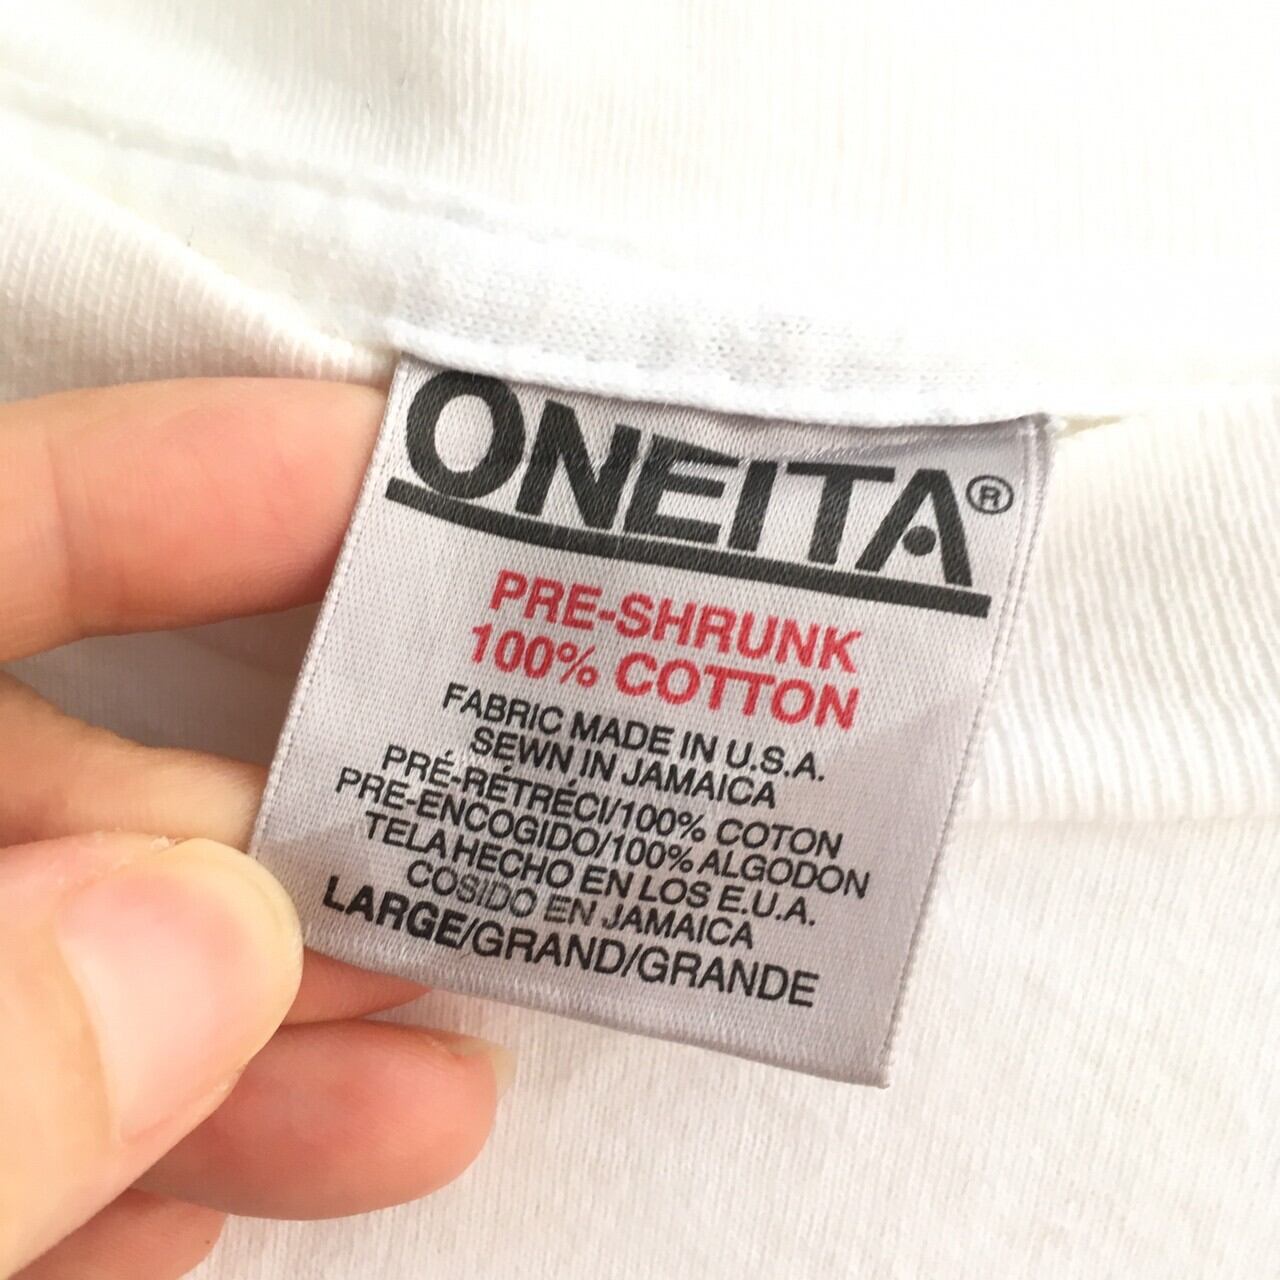 ONEITA®
PRE-SHRUNK
100% COTTON
FABRIC MADE IN U.S.A.
SEWN IN JAMAICA
PRÉ-RÉTRÉCI/100% COTON
PRE-ENCOGIDO/100% ALGODON
TELA HECHO EN LOS E.U.A.
COSIDO EN JAMAICA
LARGE/GRAND/GRANDE